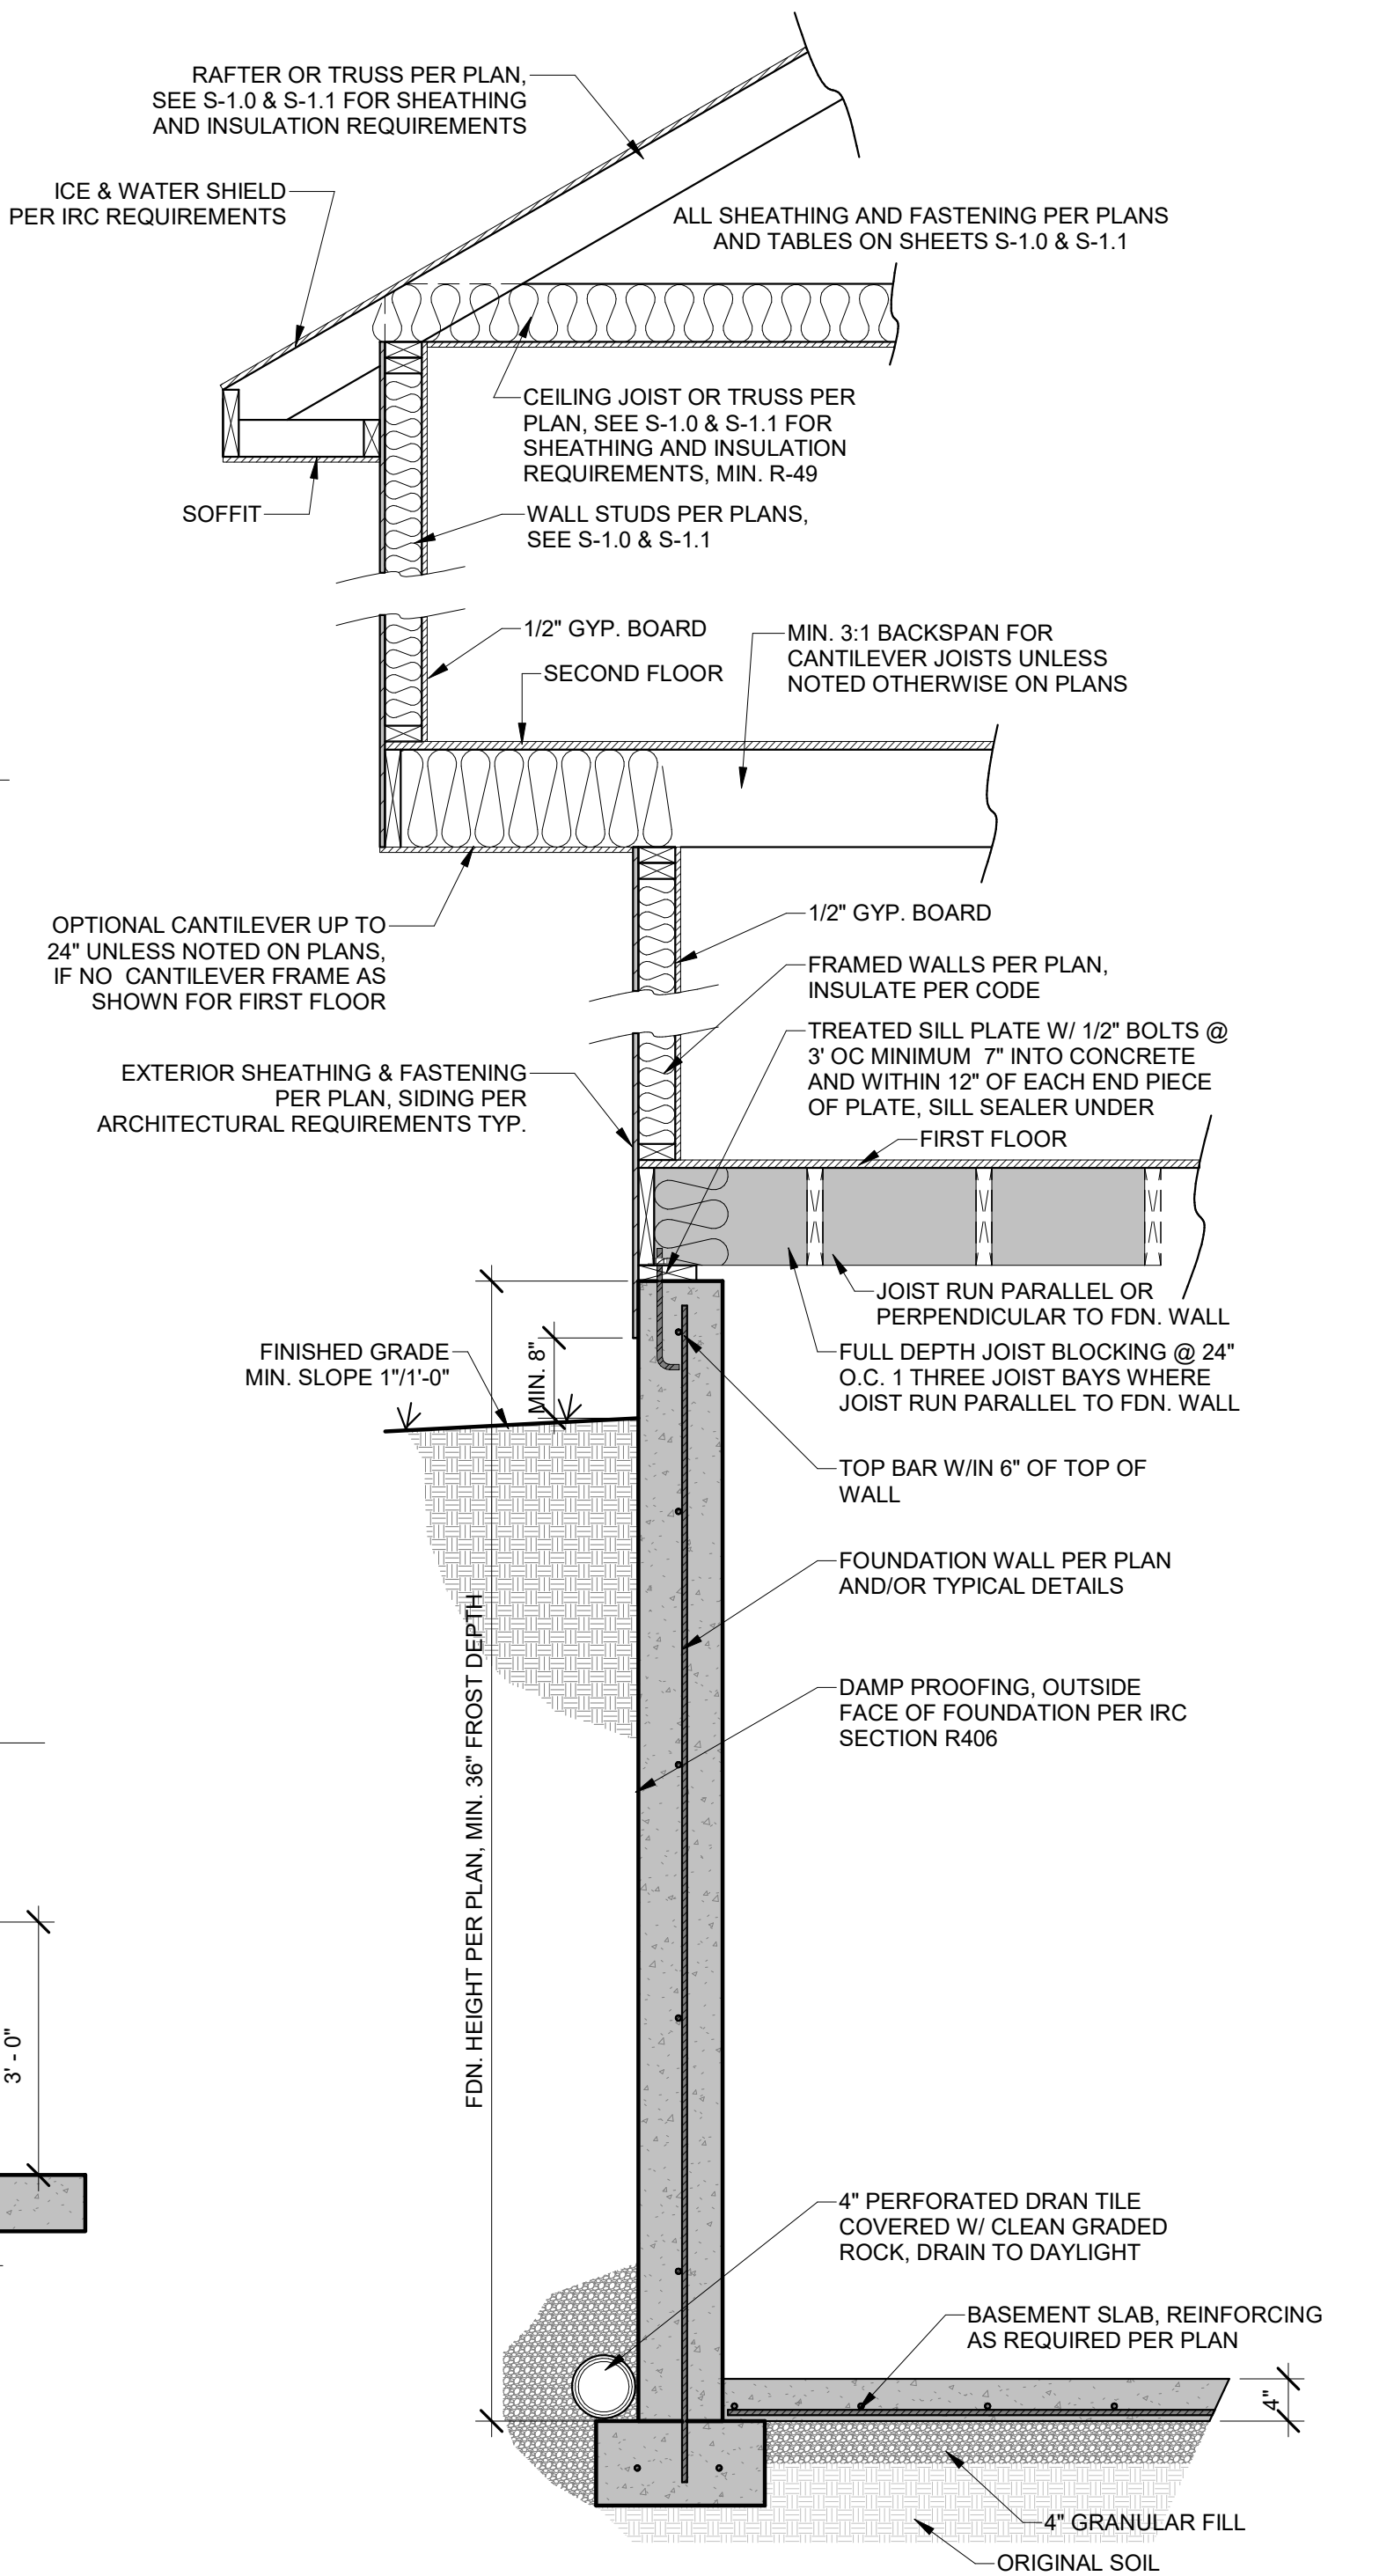 RAFTER OR TRUSS PER PLAN,
SEE S-1.0 & S-1.1 FOR SHEATHING
AND INSULATION REQUIREMENTS
ICE & WATER SHIELD
PER IRC REQUIREMENTS
ALL SHEATHING AND FASTENING PER PLANS
AND TABLES ON SHEETS S-1.0 & S-1.1
CEILING JOIST OR TRUSS PER
PLAN, SEE S-1.0 & S-1.1 FOR
SHEATHING AND INSULATION
REQUIREMENTS, MIN. R-49
SOFFIT
WALL STUDS PER PLANS,
SEE S-1.0 & S-1.1
1/2" GYP. BOARD
SECOND FLOOR
MIN. 3:1 BACKSPAN FOR
CANTILEVER JOISTS UNLESS
NOTED OTHERWISE ON PLANS
OPTIONAL CANTILEVER UP TO
24" UNLESS NOTED ON PLANS,
IF NO CANTILEVER FRAME AS
SHOWN FOR FIRST FLOOR
1/2" GYP. BOARD
FRAMED WALLS PER PLAN,
INSULATE PER CODE
TREATED SILL PLATE W/ 1/2" BOLTS @
3' OC MINIMUM 7" INTO CONCRETE
AND WITHIN 12" OF EACH END PIECE
OF PLATE, SILL SEALER UNDER
EXTERIOR SHEATHING & FASTENING
PER PLAN, SIDING PER
ARCHITECTURAL REQUIREMENTS TYP.
FIRST FLOOR
JOIST RUN PARALLEL OR
PERPENDICULAR TO FDN. WALL
FINISHED GRADE
MIN. SLOPE 1"/1'-0"
MIN. 8"
FULL DEPTH JOIST BLOCKING @ 24"
O.C. 1 THREE JOIST BAYS WHERE
JOIST RUN PARALLEL TO FDN. WALL
TOP BAR W/IN 6" OF TOP OF
WALL
FOUNDATION WALL PER PLAN
AND/OR TYPICAL DETAILS
FDN. HEIGHT PER PLAN, MIN. 36" FROST DEPTH
DAMP PROOFING, OUTSIDE
FACE OF FOUNDATION PER IRC
SECTION R406
3' - 0"
4" PERFORATED DRAN TILE
COVERED W/ CLEAN GRADED
ROCK, DRAIN TO DAYLIGHT
BASEMENT SLAB, REINFORCING
AS REQUIRED PER PLAN
4"
4" GRANULAR FILL
ORIGINAL SOIL